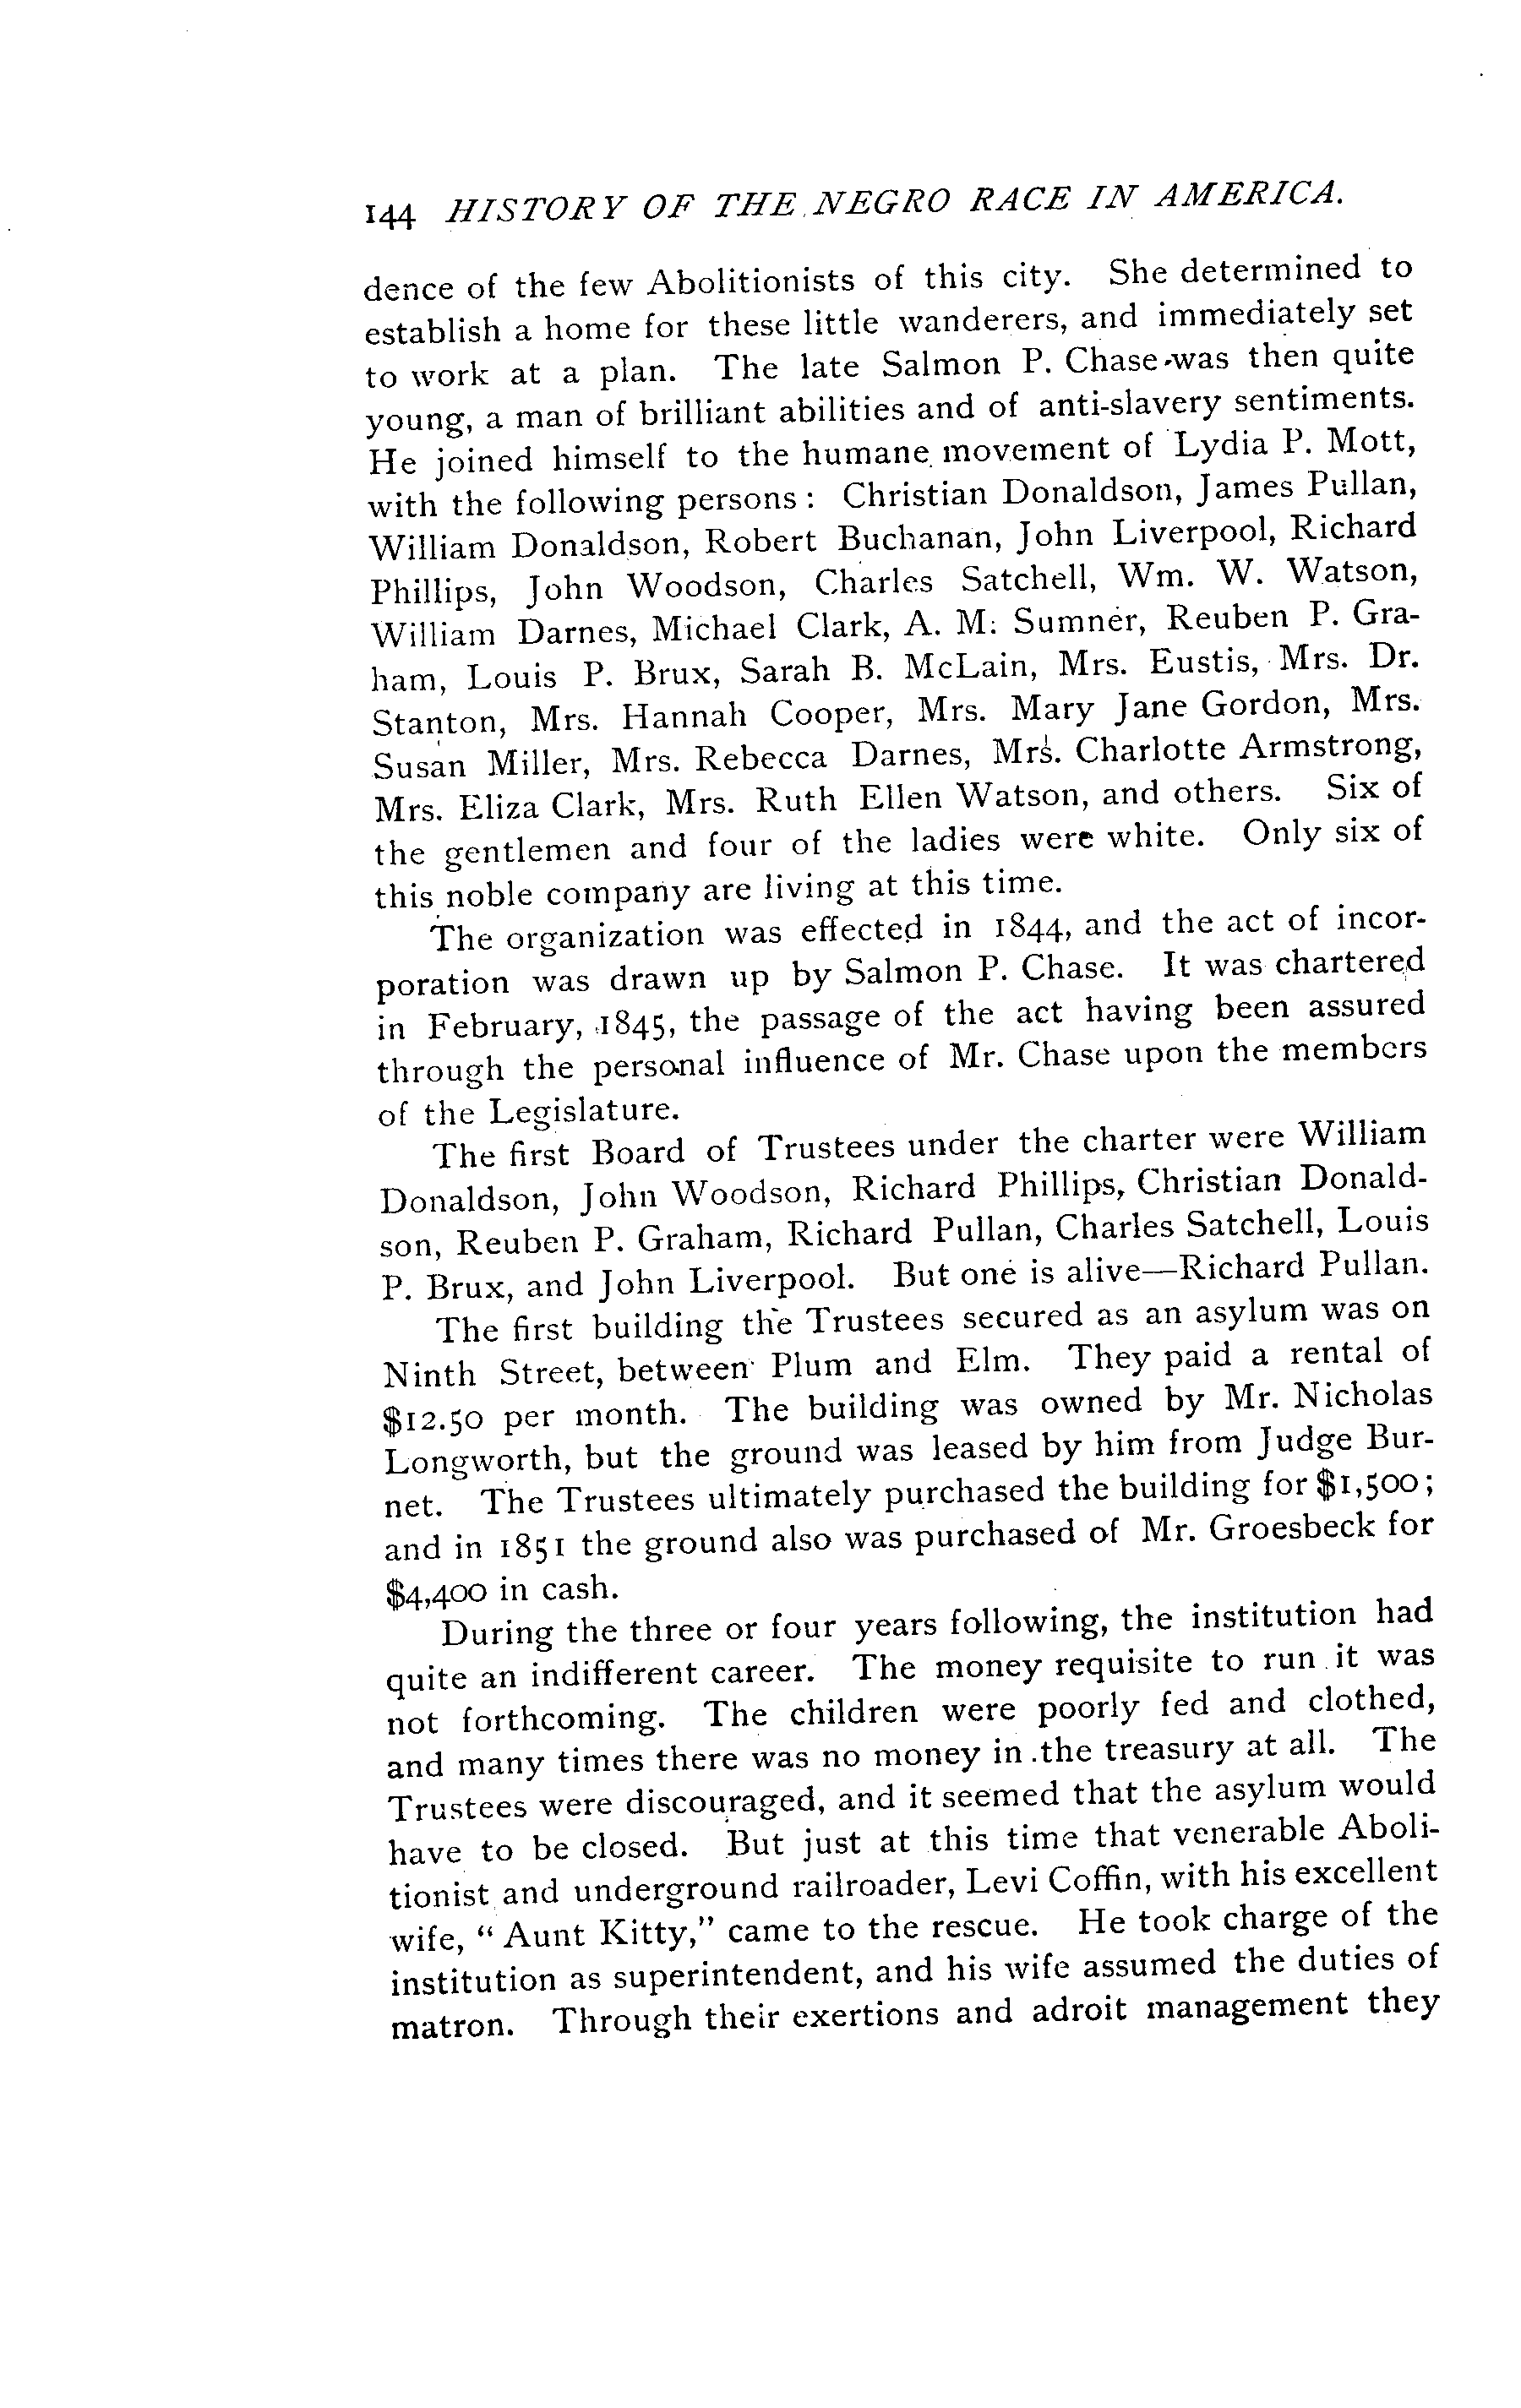 144 HISTORY OF THE NEGRO RACE IN AMERICA.
dence of the few Abolitionists of this city. She determined to
establish a home for these little wanderers, and immediately set
to work at a plan. The late Salmon P. Chase was then quite
young, a man of brilliant abilities and of anti-slavery sentiments.
He joined himself to the humane movement of Lydia P. Mott,
with the following persons : Christian Donaldson, James Pullan,
William Donaldson, Robert Buchanan, John Liverpool, Richard
Phillips, John Woodson, Charles Satchell, Wm. W. Watson,
William Darnes, Michael Clark, A. M. Sumner, Reuben P. Gra-
ham, Louis P. Brux, Sarah B. McLain, Mrs. Eustis, Mrs. Dr.
Stanton, Mrs. Hannah Cooper, Mrs. Mary Jane Gordon, Mrs.
Susan Miller, Mrs. Rebecca Darnes, Mrs. Charlotte Armstrong,
Mrs. Eliza Clark, Mrs. Ruth Ellen Watson, and others. Six of
the gentlemen and four of the ladies were white. Only six of
this noble company are living at this time.
The organization was effected in 1844, and the act of incor-
poration was drawn up by Salmon P. Chase. It was chartered
in February, 1845, the passage of the act having been assured
through the personal influence of Mr. Chase upon the members
of the Legislature.
The first Board of Trustees under the charter were William
Donaldson, John Woodson, Richard Phillips, Christian Donald-
son, Reuben P. Graham, Richard Pullan, Charles Satchell, Louis
P. Brux, and John Liverpool. But one is alive—Richard Pullan.
The first building the Trustees secured as an asylum was on
Ninth Street, between Plum and Elm. They paid a rental of
$12.50 per month. The building was owned by Mr. Nicholas
Longworth, but the ground was leased by him from Judge Bur-
net. The Trustees ultimately purchased the building for $1,500;
and in 1851 the ground also was purchased of Mr. Groesbeck for
$4,400 in cash.
During the three or four years following, the institution had
quite an indifferent career. The money requisite to run it was
not forthcoming. The children were poorly fed and clothed,
and many times there was no money in the treasury at all. The
Trustees were discouraged, and it seemed that the asylum would
have to be closed. But just at this time that venerable Aboli-
tionist and underground railroader, Levi Coffin, with his excellent
wife, " Aunt Kitty," came to the rescue. He took charge of the
institution as superintendent, and his wife assumed the duties of
matron. Through their exertions and adroit management they